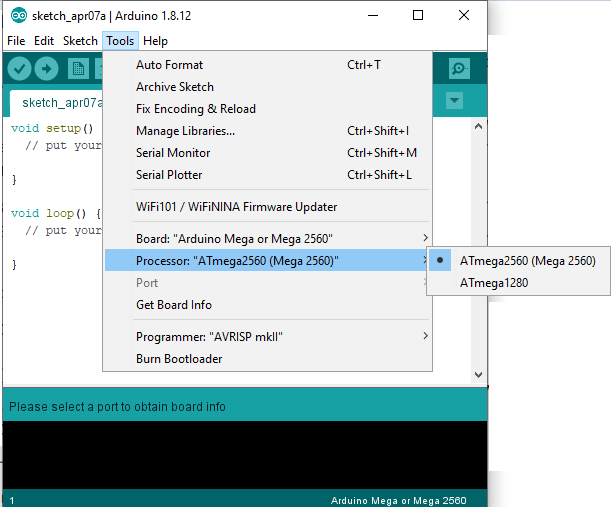 sketch_apr07a | Arduino 1.8.12
File Edit Sketch Tools Help
sketch_apr07a
void setup()
// put your
}
void loop() {
// put your
}
Auto Format Ctrl+T
Archive Sketch
Fix Encoding & Reload
Manage Libraries... Ctrl+Shift+I
Serial Monitor Ctrl+Shift+M
Serial Plotter Ctrl+Shift+L
WiFi101 / WiFiNINA Firmware Updater
Board: "Arduino Mega or Mega 2560"
Processor: "ATmega2560 (Mega 2560)"
Port
Get Board Info
Programmer: "AVRISP mkII"
Burn Bootloader
ATmega2560 (Mega 2560)
ATmega1280
Please select a port to obtain board info
1 Arduino Mega or Mega 2560